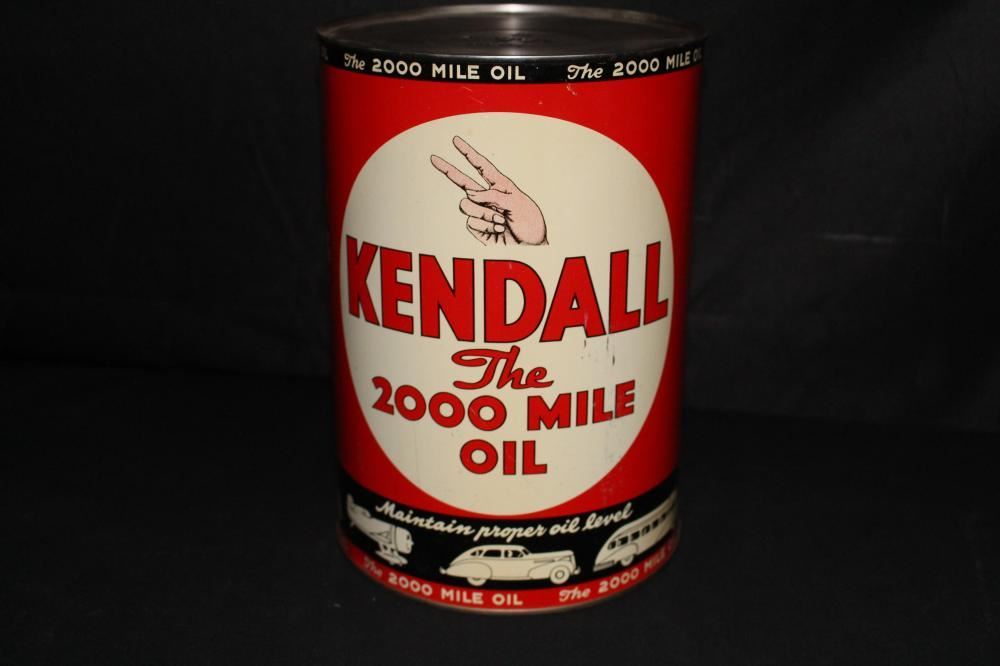 The 2000 MILE OIL The 2000 MILE OIL
KENDALL
The
2000 MILE
OIL
Maintain proper oil level
The 2000 MILE OIL The 2000 MILE